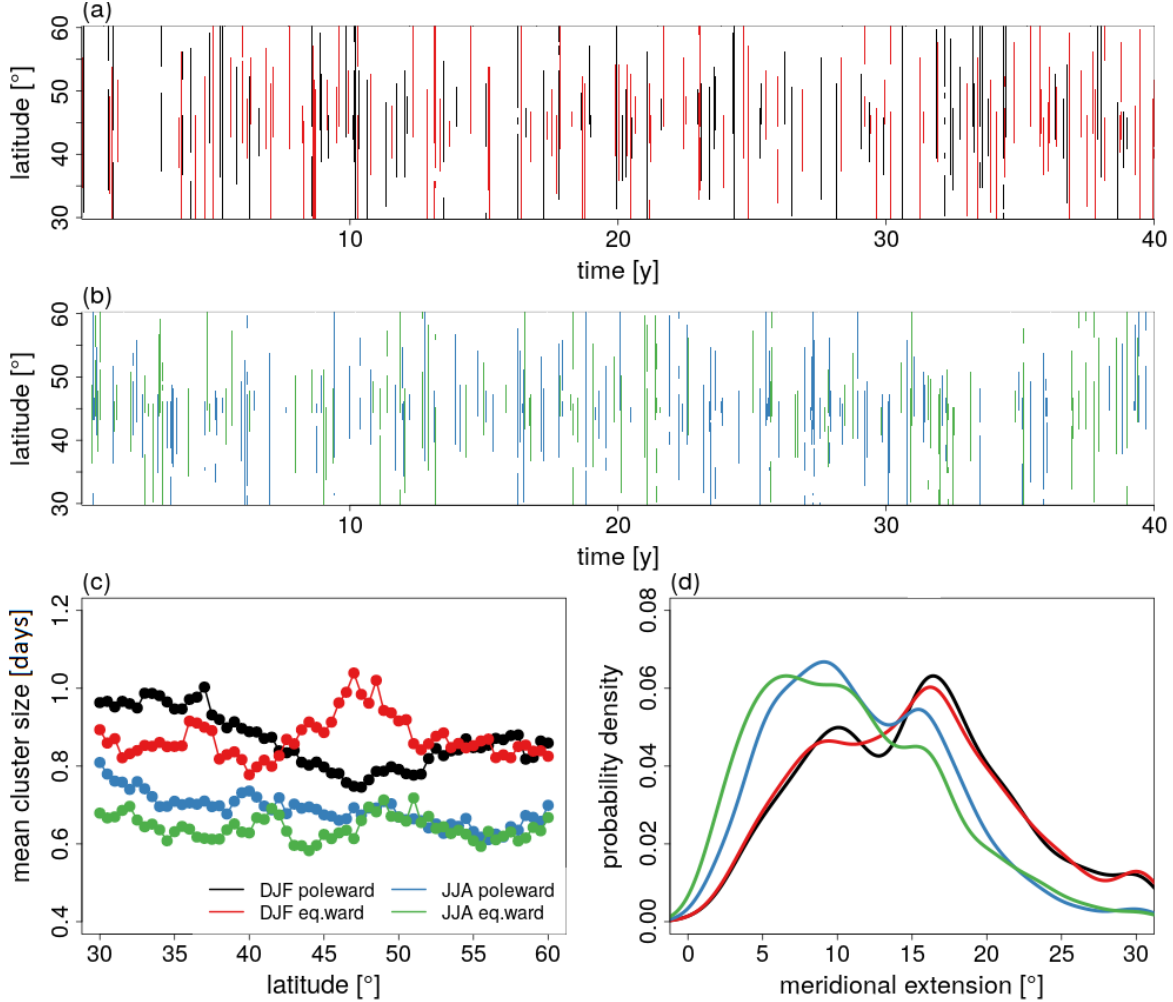 (a)
latitude [°]
30 40 50 60
10 20 30 40
time [y]
(b)
latitude [°]
30 40 50 60
10 20 30 40
time [y]
(c)
mean cluster size [days]
0.4 0.6 0.8 1.0 1.2
DJF poleward
DJF eq.ward
JJA poleward
JJA eq.ward
30 35 40 45 50 55 60
latitude [°]
(d)
probability density
0.00 0.02 0.04 0.06 0.08
0 5 10 15 20 25 30
meridional extension [°]